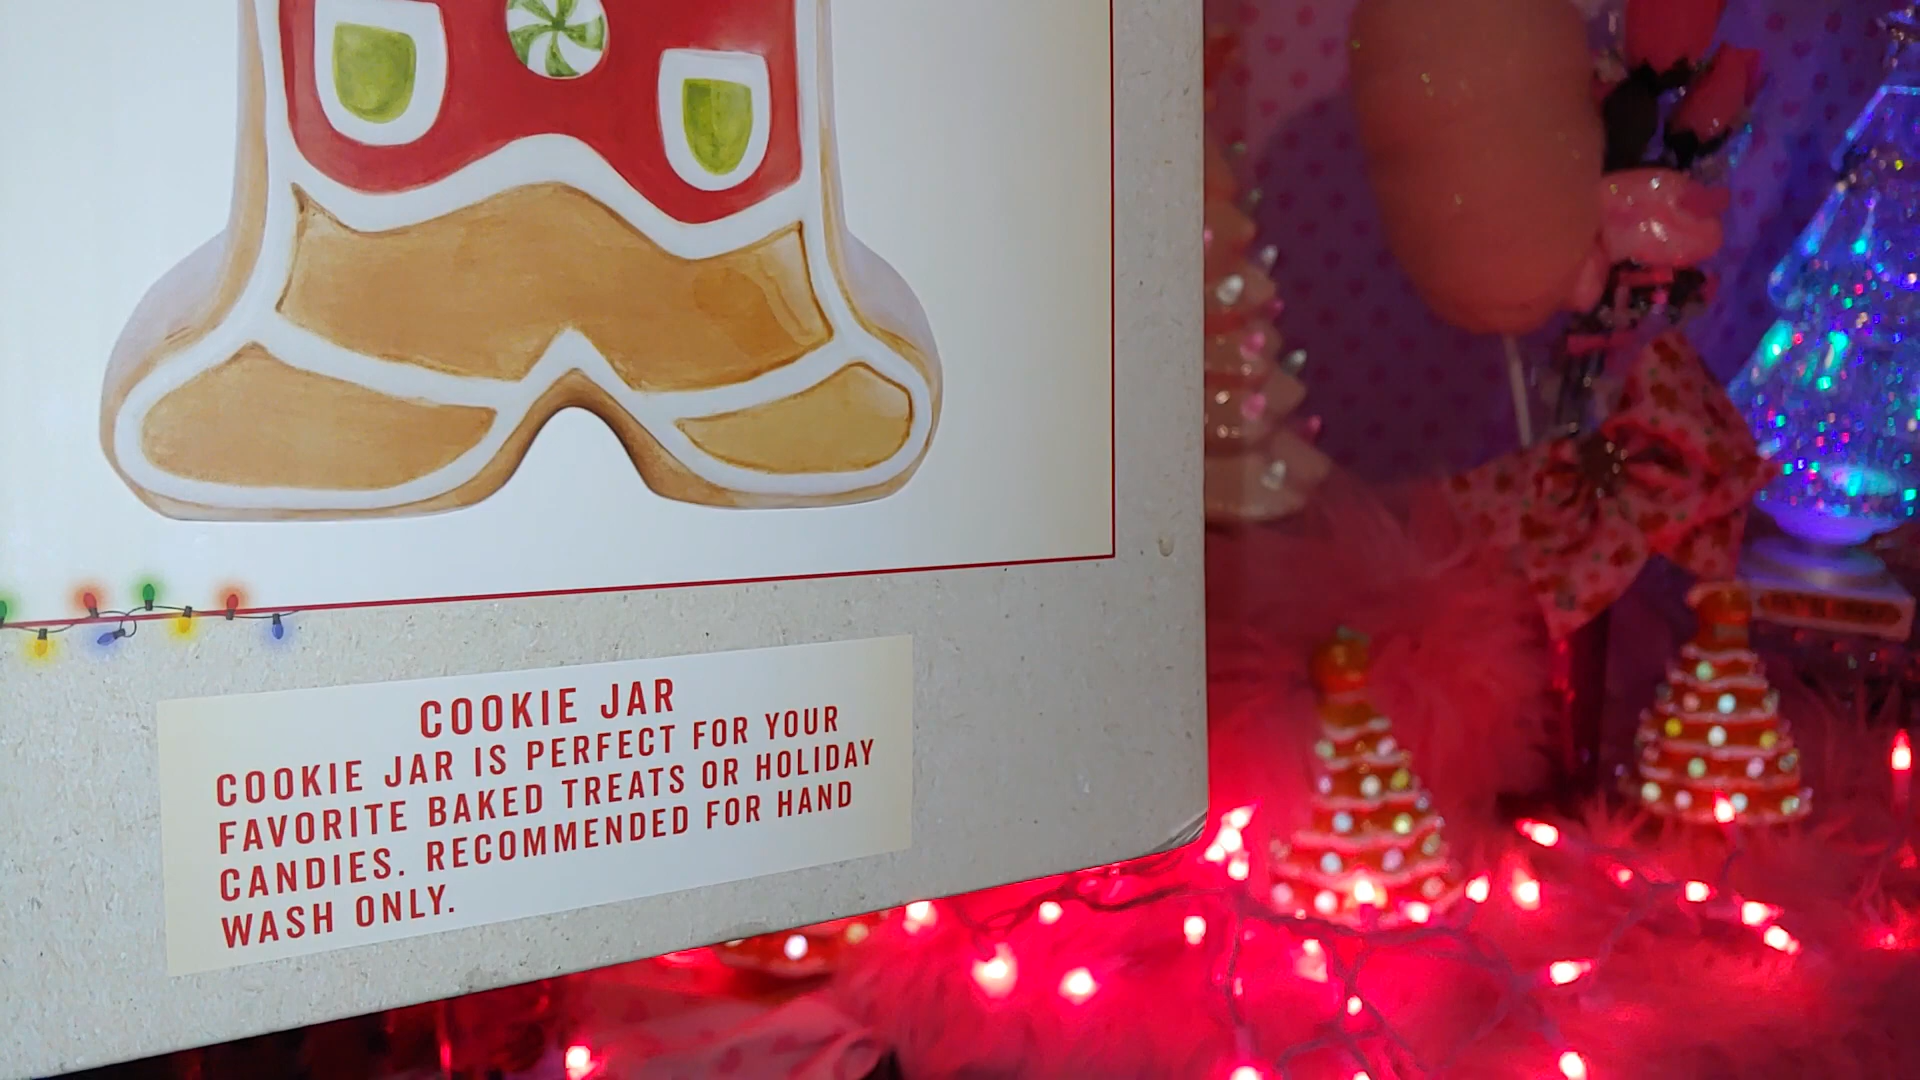 COOKIE JAR
COOKIE JAR IS PERFECT FOR YOUR
FAVORITE BAKED TREATS OR HOLIDAY
CANDIES. RECOMMENDED FOR HAND
WASH ONLY.